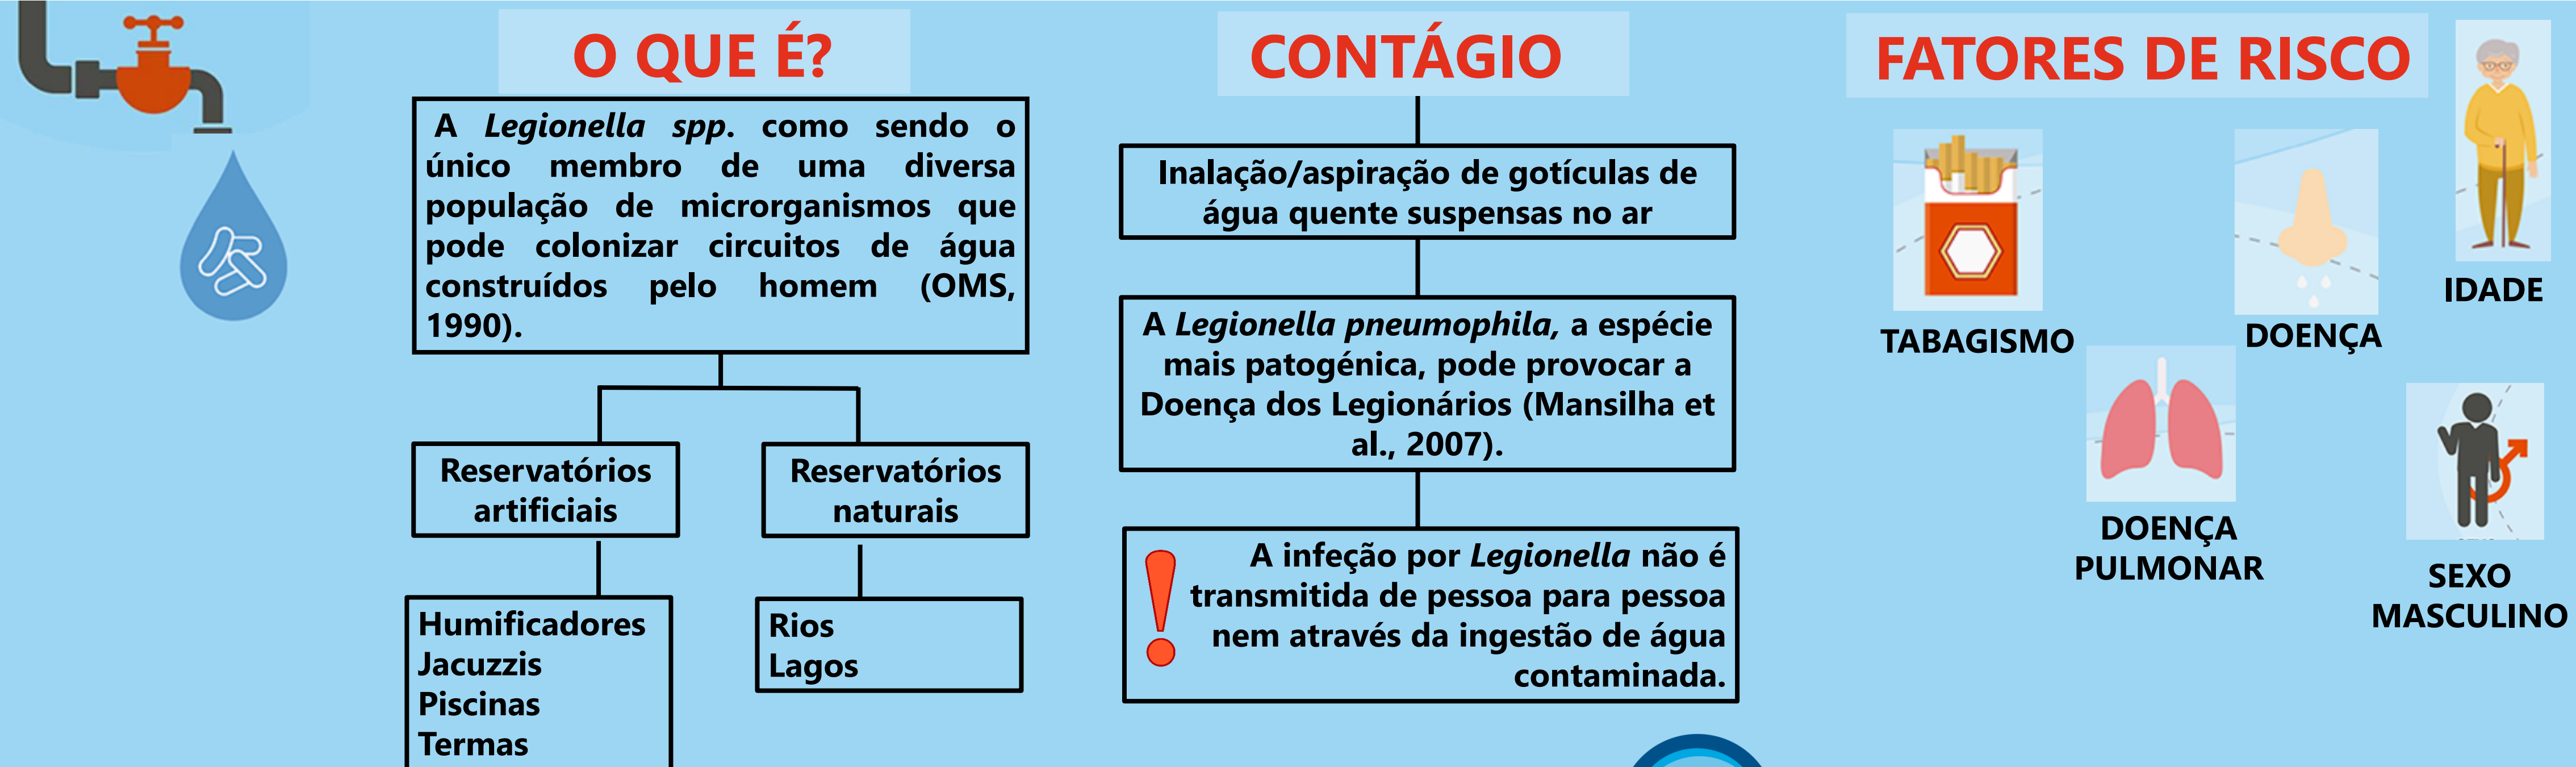 O QUE É?
A Legionella spp. como sendo o
único membro de uma diversa
população de microrganismos que
pode colonizar circuitos de água
construídos pelo homem (OMS,
1990).
Reservatórios
artificiais
Reservatórios
naturais
Humificadores
Jacuzzis
Piscinas
Termas
Rios
Lagos
CONTÁGIO
Inalação/aspiração de gotículas de
água quente suspensas no ar
A Legionella pneumophila, a espécie
mais patogénica, pode provocar a
Doença dos Legionários (Mansilha et
al., 2007).
A infeção por Legionella não é
transmitida de pessoa para pessoa
nem através da ingestão de água
contaminada.
FATORES DE RISCO
TABAGISMO
DOENÇA
IDADE
DOENÇA
PULMONAR
SEXO
MASCULINO